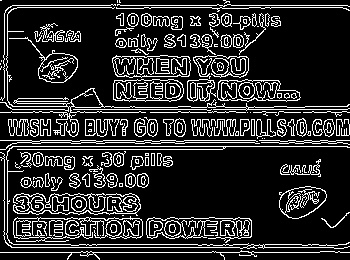 VIAGRA
100mg x 30 pills
only $139.00
WHEN YOU
NEED IT NOW...
WISH TO BUY? GO TO WWW.PILLS10.COM
20mg x 30 pills
only $139.00
CIALIS
36-HOURS
ERECTION POWER!!